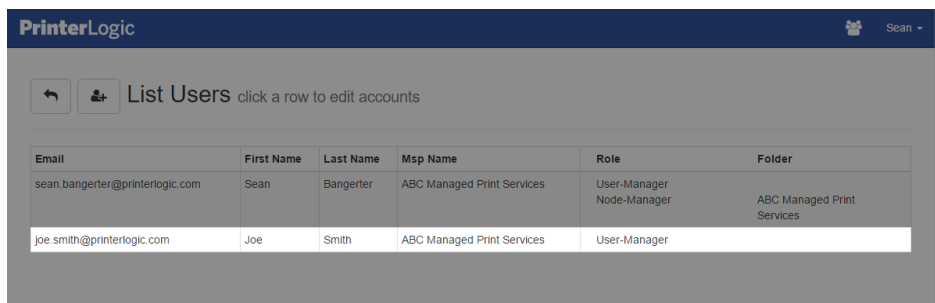 PrinterLogic
Sean
List Users click a row to edit accounts
Email First Name Last Name Msp Name Role Folder
sean.bangerter@printerlogic.com Sean Bangerter ABC Managed Print Services User-Manager
Node-Manager ABC Managed Print
Services
joe.smith@printerlogic.com Joe Smith ABC Managed Print Services User-Manager